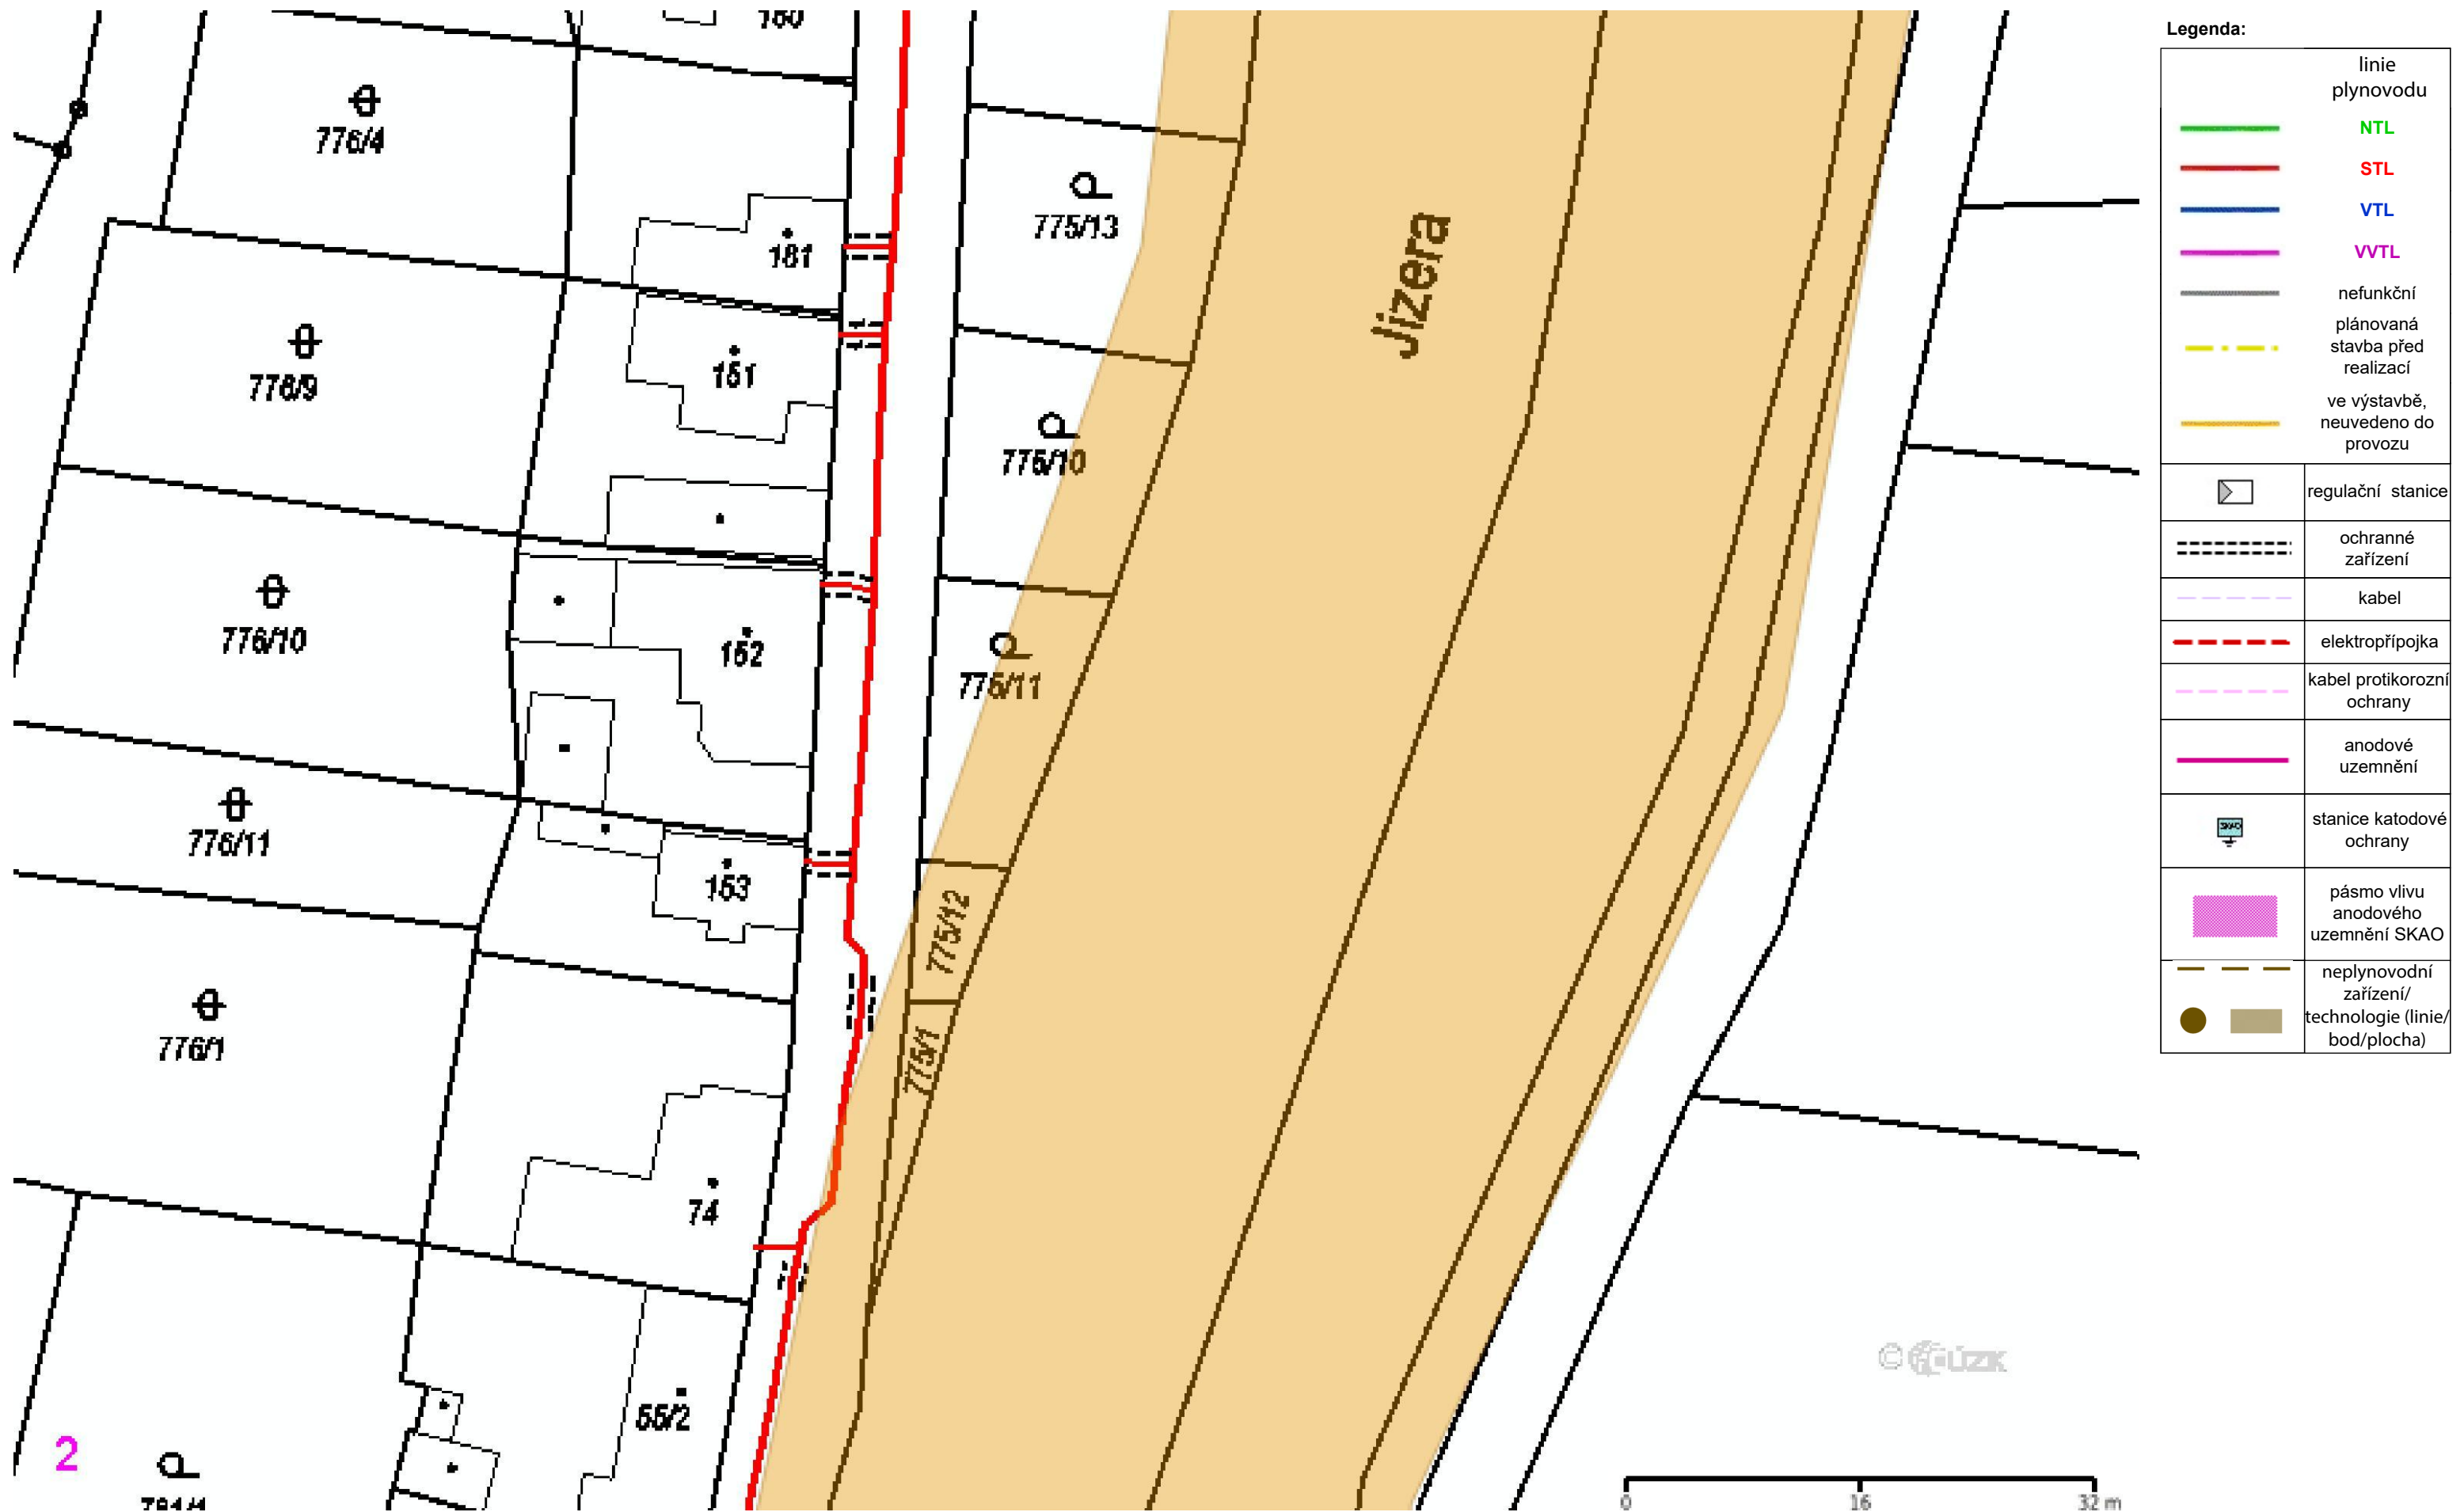 160
776/4
181
775/13
Jizera
776/9
151
775/10
776/10
152
775/11
776/11
153
775/12
776/1
775/1
74
55/2
2
©ČÚZK
0 16 32 m
Legenda:
linie
plynovodu
NTL
STL
VTL
VVTL
nefunkční
plánovaná
stavba před
realizací
ve výstavbě,
neuvedeno do
provozu
regulační stanice
ochranné
zařízení
kabel
elektropřípojka
kabel protikorozní
ochrany
anodové
uzemnění
SKAO
stanice katodové
ochrany
pásmo vlivu
anodového
uzemnění SKAO
neplynovodní
zařízení/
technologie (linie/
bod/plocha)